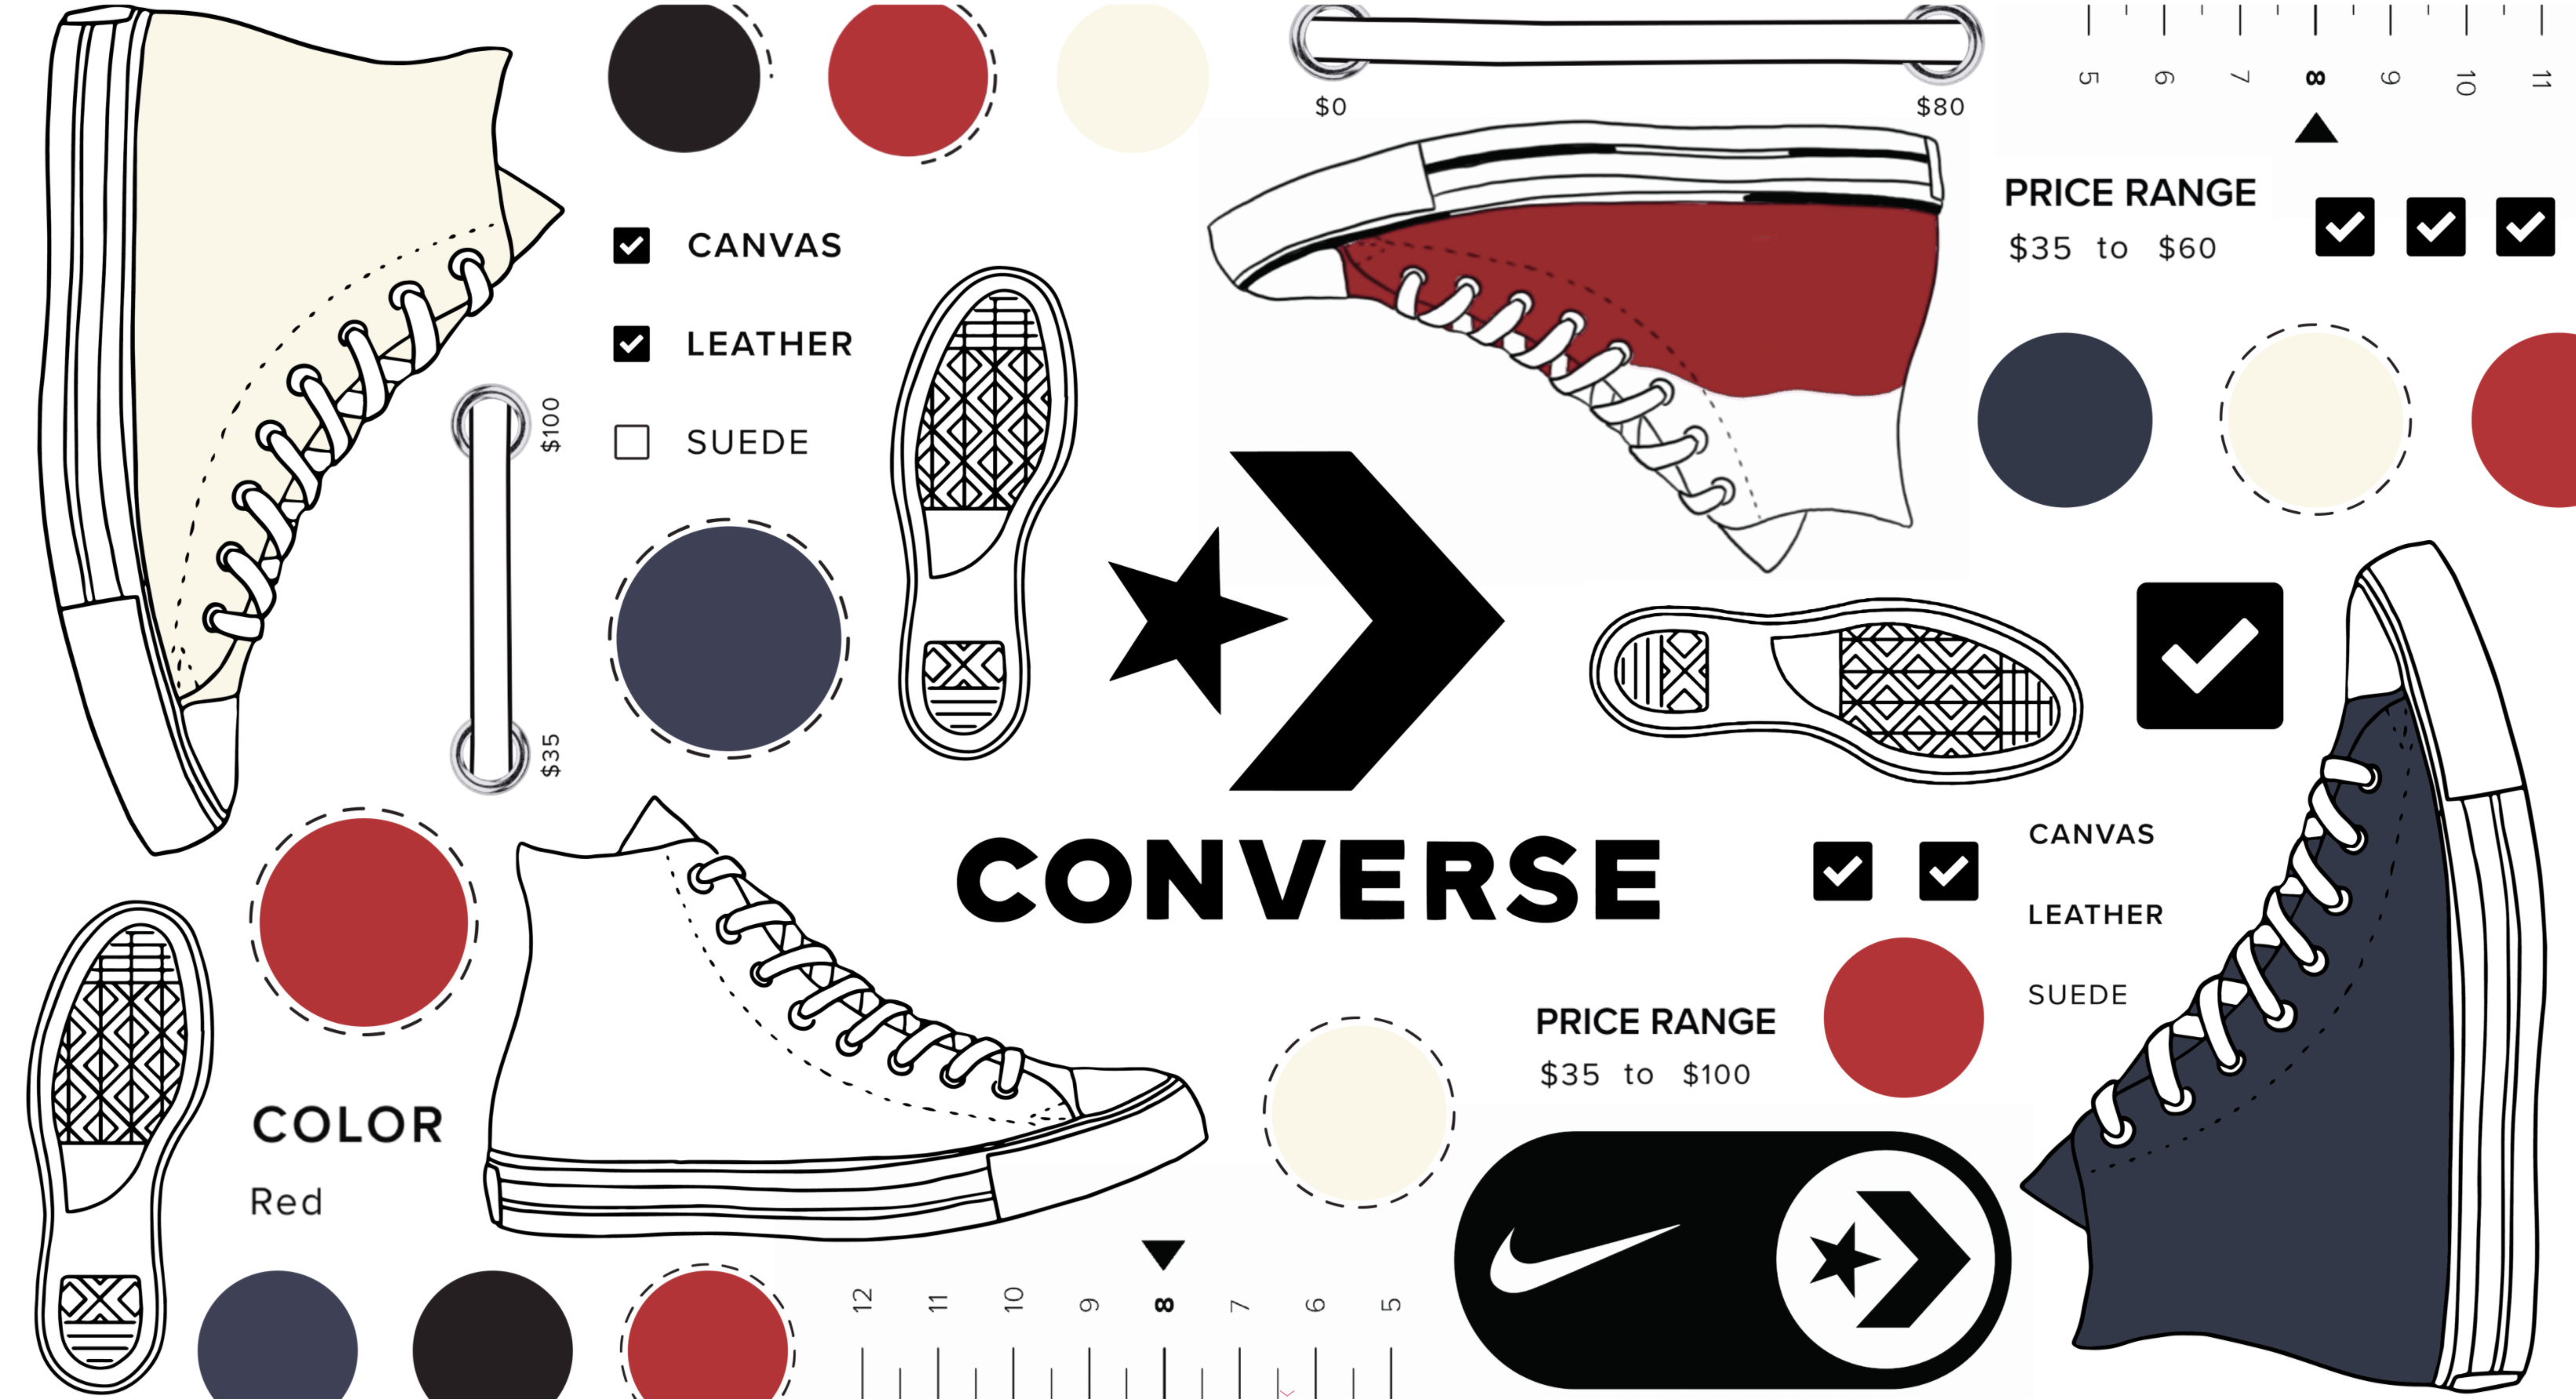 $0
$80
5 6 7 8 9 10 11
PRICE RANGE
$35 to $60
CANVAS
LEATHER
SUEDE
$100
$35
CONVERSE
CANVAS
LEATHER
SUEDE
PRICE RANGE
$35 to $100
COLOR
Red
12 11 10 9 8 7 6 5